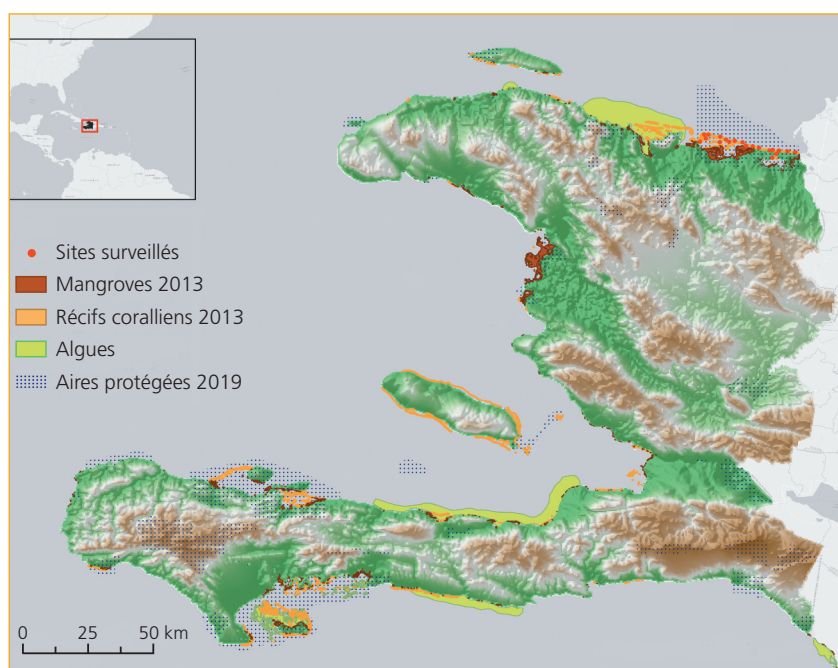 Sites surveillés
Mangroves 2013
Récifs coralliens 2013
Algues
Aires protégées 2019
0 25 50 km